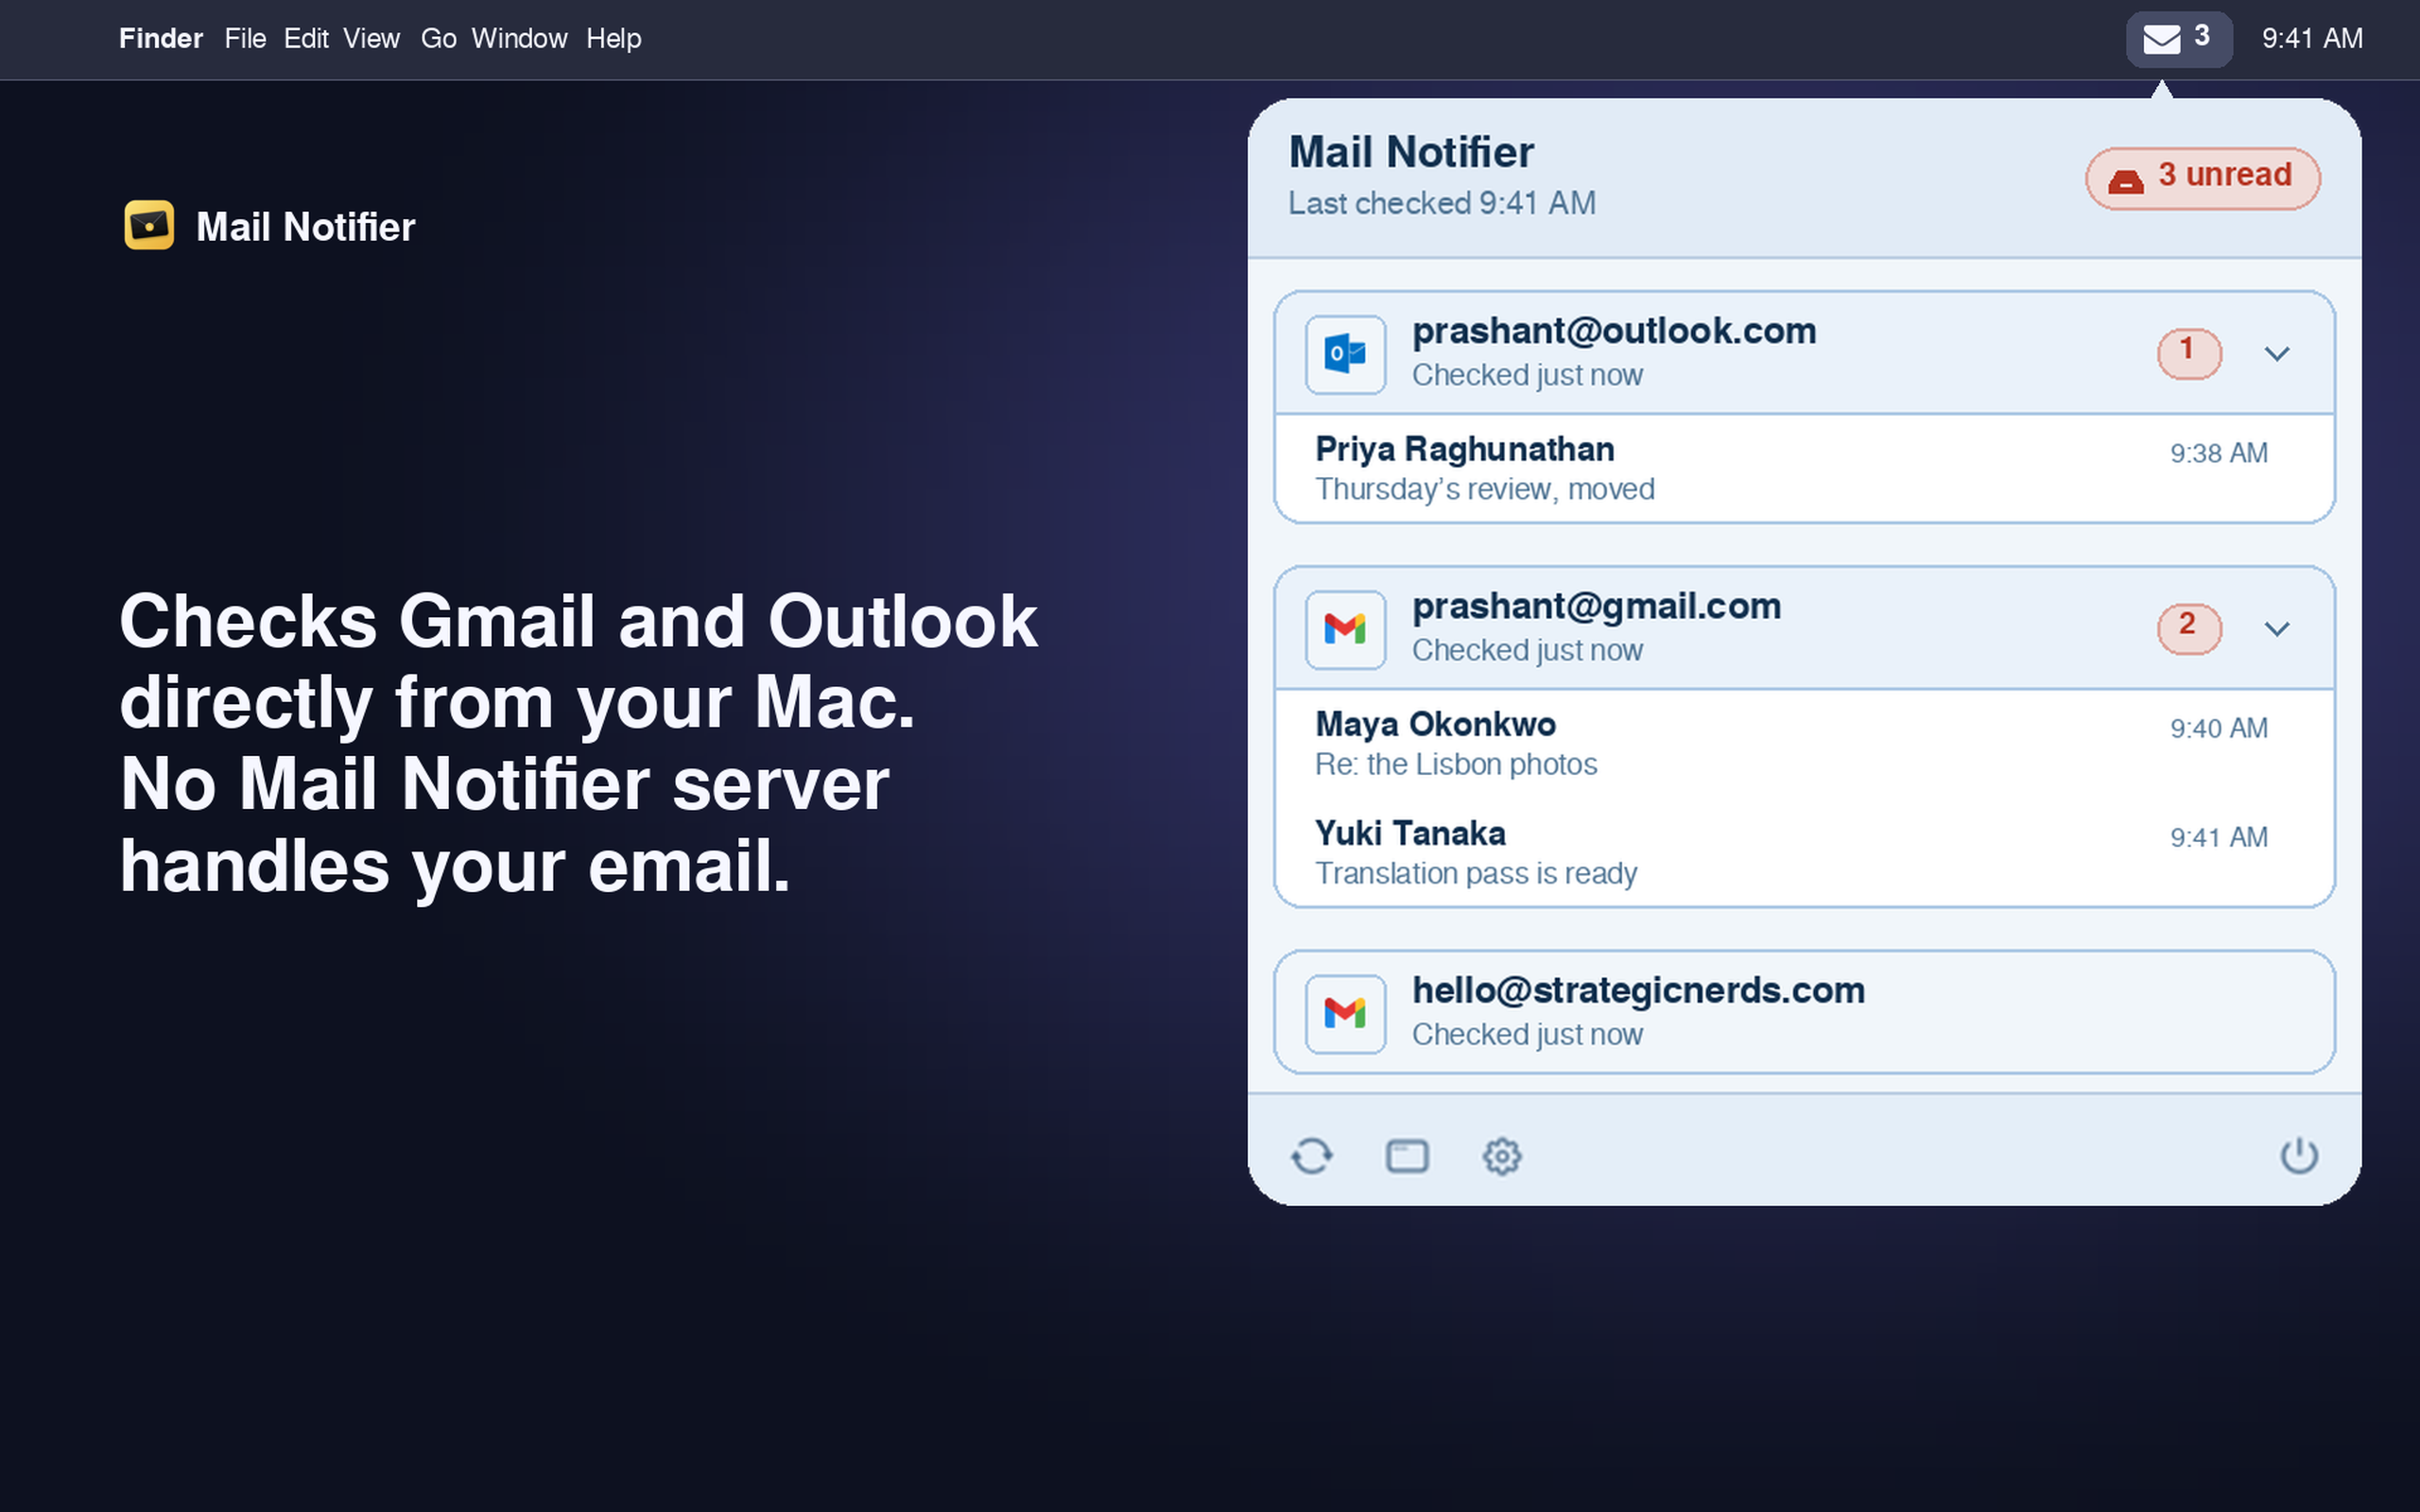 Finder File Edit View Go Window Help
3 9:41 AM
Mail Notifier
Checks Gmail and Outlook
directly from your Mac.
No Mail Notifier server
handles your email.
Mail Notifier
Last checked 9:41 AM
3 unread
prashant@outlook.com
Checked just now
1
Priya Raghunathan
9:38 AM
Thursday’s review, moved
prashant@gmail.com
Checked just now
2
Maya Okonkwo
9:40 AM
Re: the Lisbon photos
Yuki Tanaka
9:41 AM
Translation pass is ready
hello@strategicnerds.com
Checked just now